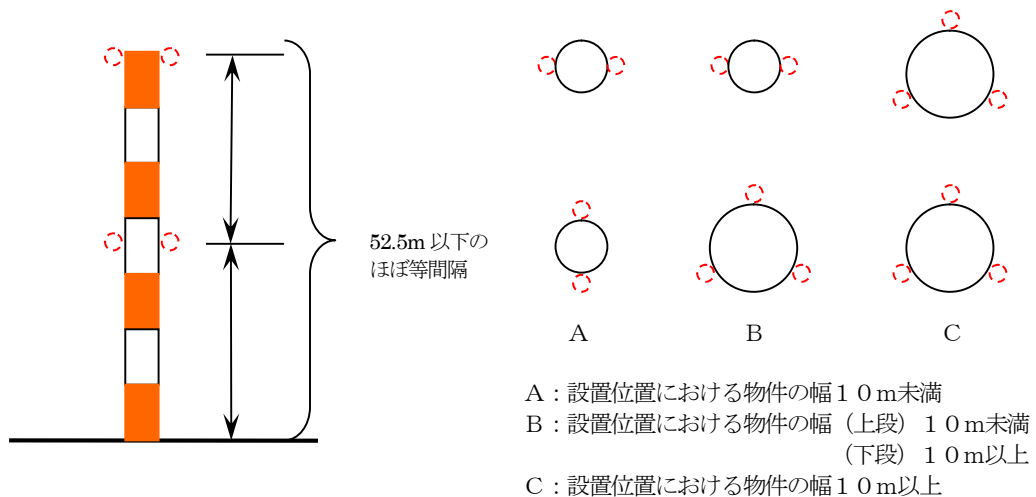 52.5m 以下の
ほぼ等間隔
A
B
C
A：設置位置における物件の幅１０ｍ未満
B：設置位置における物件の幅（上段）１０ｍ未満
（下段）１０ｍ以上
C：設置位置における物件の幅１０ｍ以上